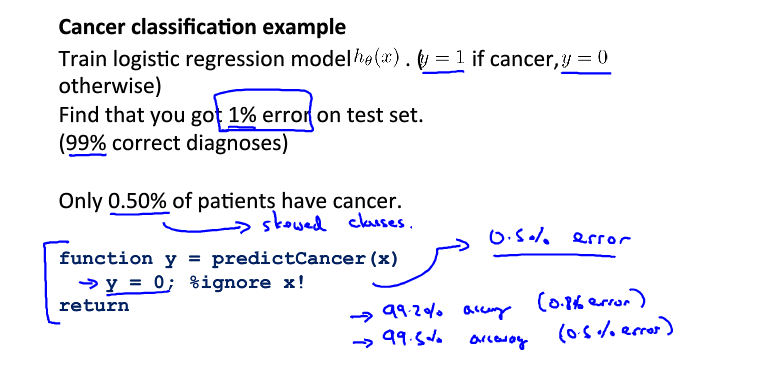 Cancer classification example
Train logistic regression model hθ(x) . (y = 1 if cancer, y = 0
otherwise)
Find that you got 1% error on test set.
(99% correct diagnoses)
Only 0.50% of patients have cancer.
→ skewed classes.
function y = predictCancer(x)
→ 0.5% error
→ y = 0; %ignore x!
return
→ 99.2% accuracy (0.8% error)
→ 99.5% accuracy (0.5% error)